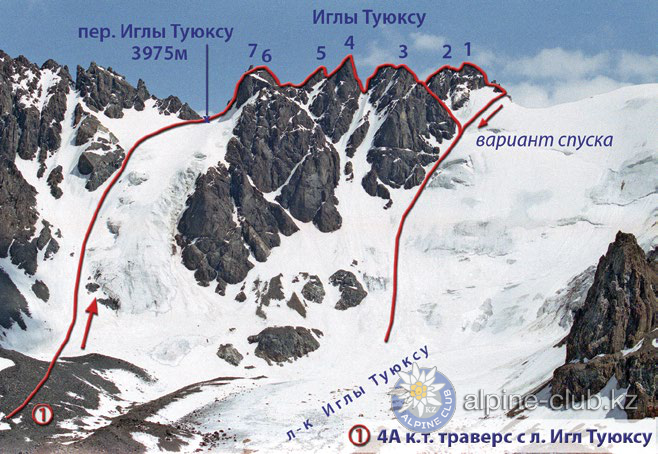 Иглы Туюксу
пер. Иглы Туюксу
3975м
7 6 5 4 3 2 1
вариант спуска
л-к Иглы Туюксу
ALPINE CLUB
KZ
alpine-club.kz
1
1 4А к.т. траверс с л. Игл Туюксу